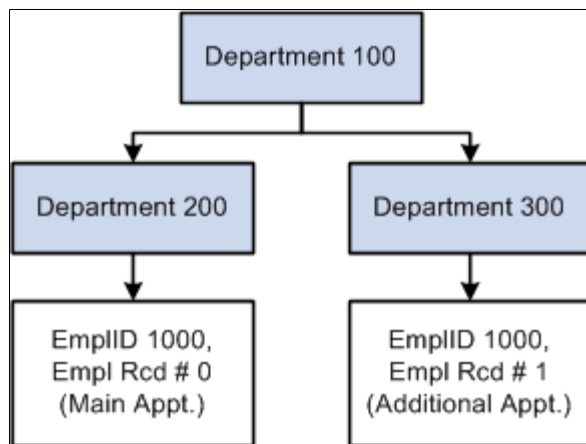 Department 100
Department 200
Department 300
EmplID 1000,
Empl Rcd # 0
(Main Appt.)
EmplID 1000,
Empl Rcd # 1
(Additional Appt.)